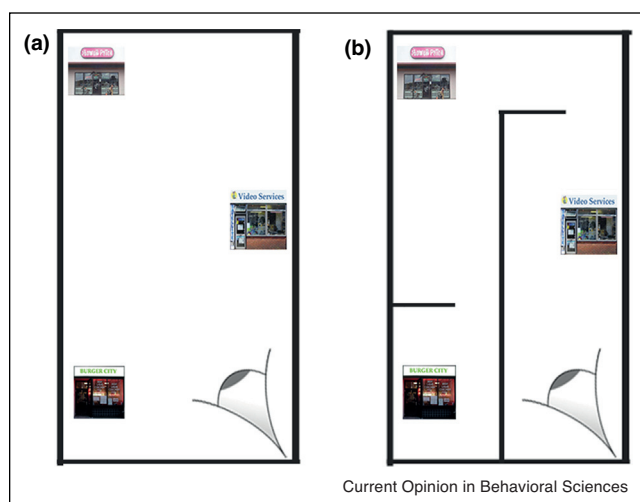 (a)
(b)
Video Services
Video Services
BURGER CITY
BURGER CITY
Current Opinion in Behavioral Sciences